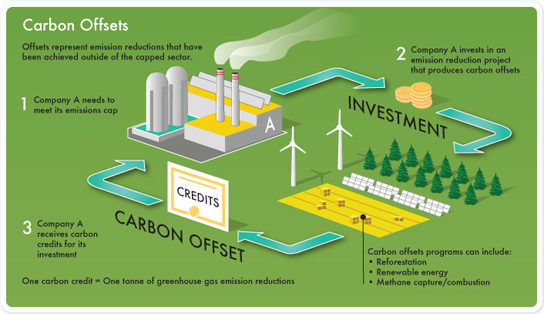 Carbon Offsets
Offsets represent emission reductions that have
been achieved outside of the capped sector.
1 Company A needs to
meet its emissions cap
A
2 Company A invests in an
emission reduction project
that produces carbon offsets
INVESTMENT
CREDITS
CARBON OFFSET
3 Company A
receives carbon
credits for its
investment
Carbon offsets programs can include:
• Reforestation
• Renewable energy
• Methane capture/combustion
One carbon credit = One tonne of greenhouse gas emission reductions